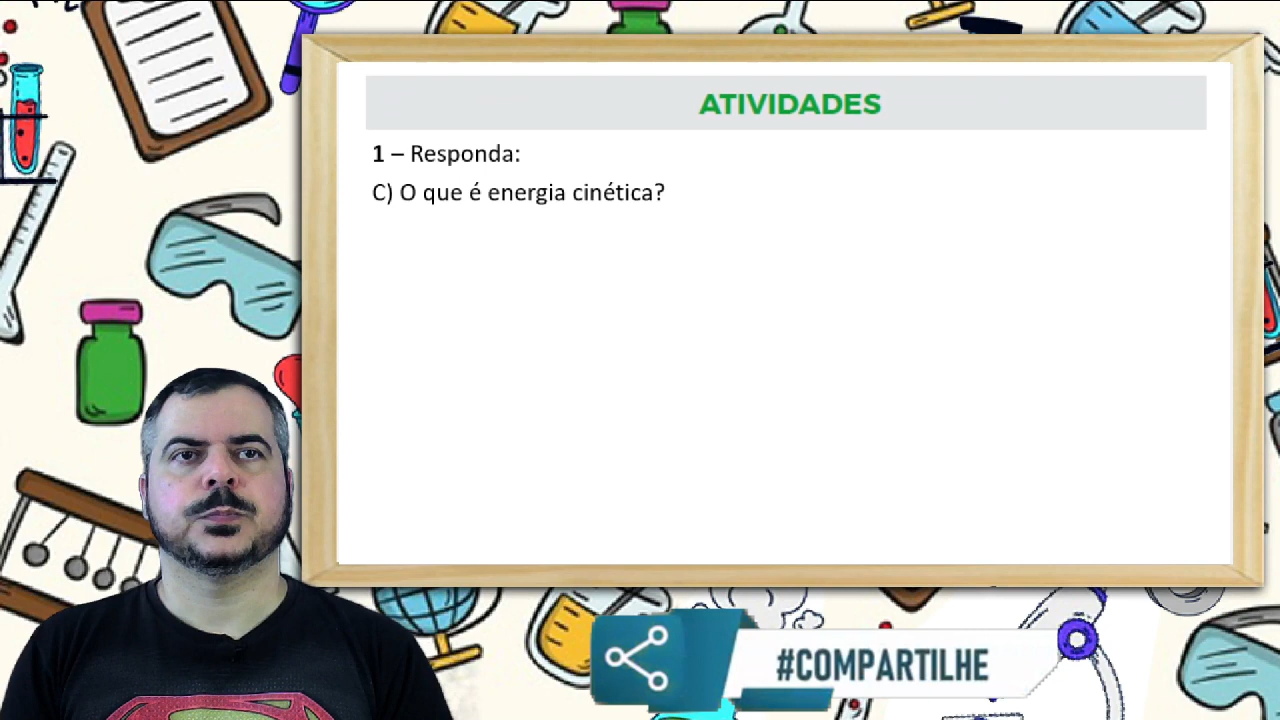 ATIVIDADES
1 – Responda:
C) O que é energia cinética?
#COMPARTILHE